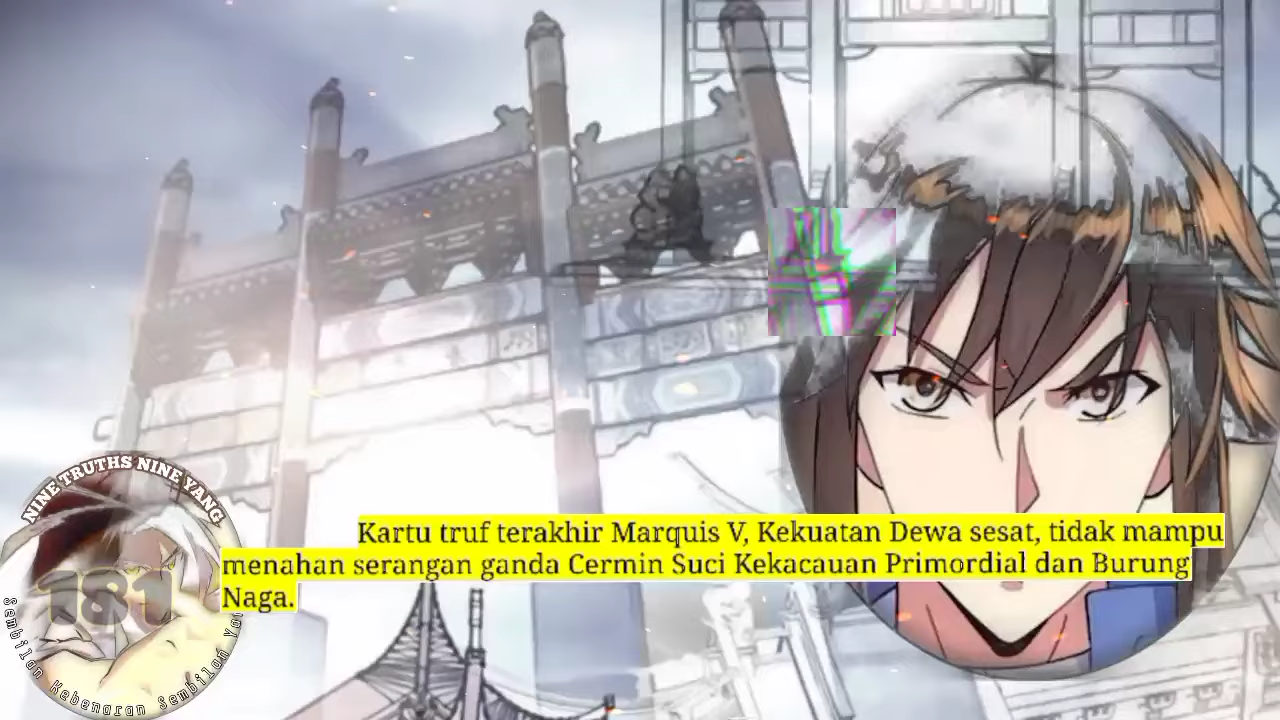 NINE TRUTHS NINE YANG
181
Sembilan Kebenaran Sembilan Yang
Kartu truf terakhir Marquis V, Kekuatan Dewa sesat, tidak mampu
menahan serangan ganda Cermin Suci Kekacauan Primordial dan Burung
Naga.